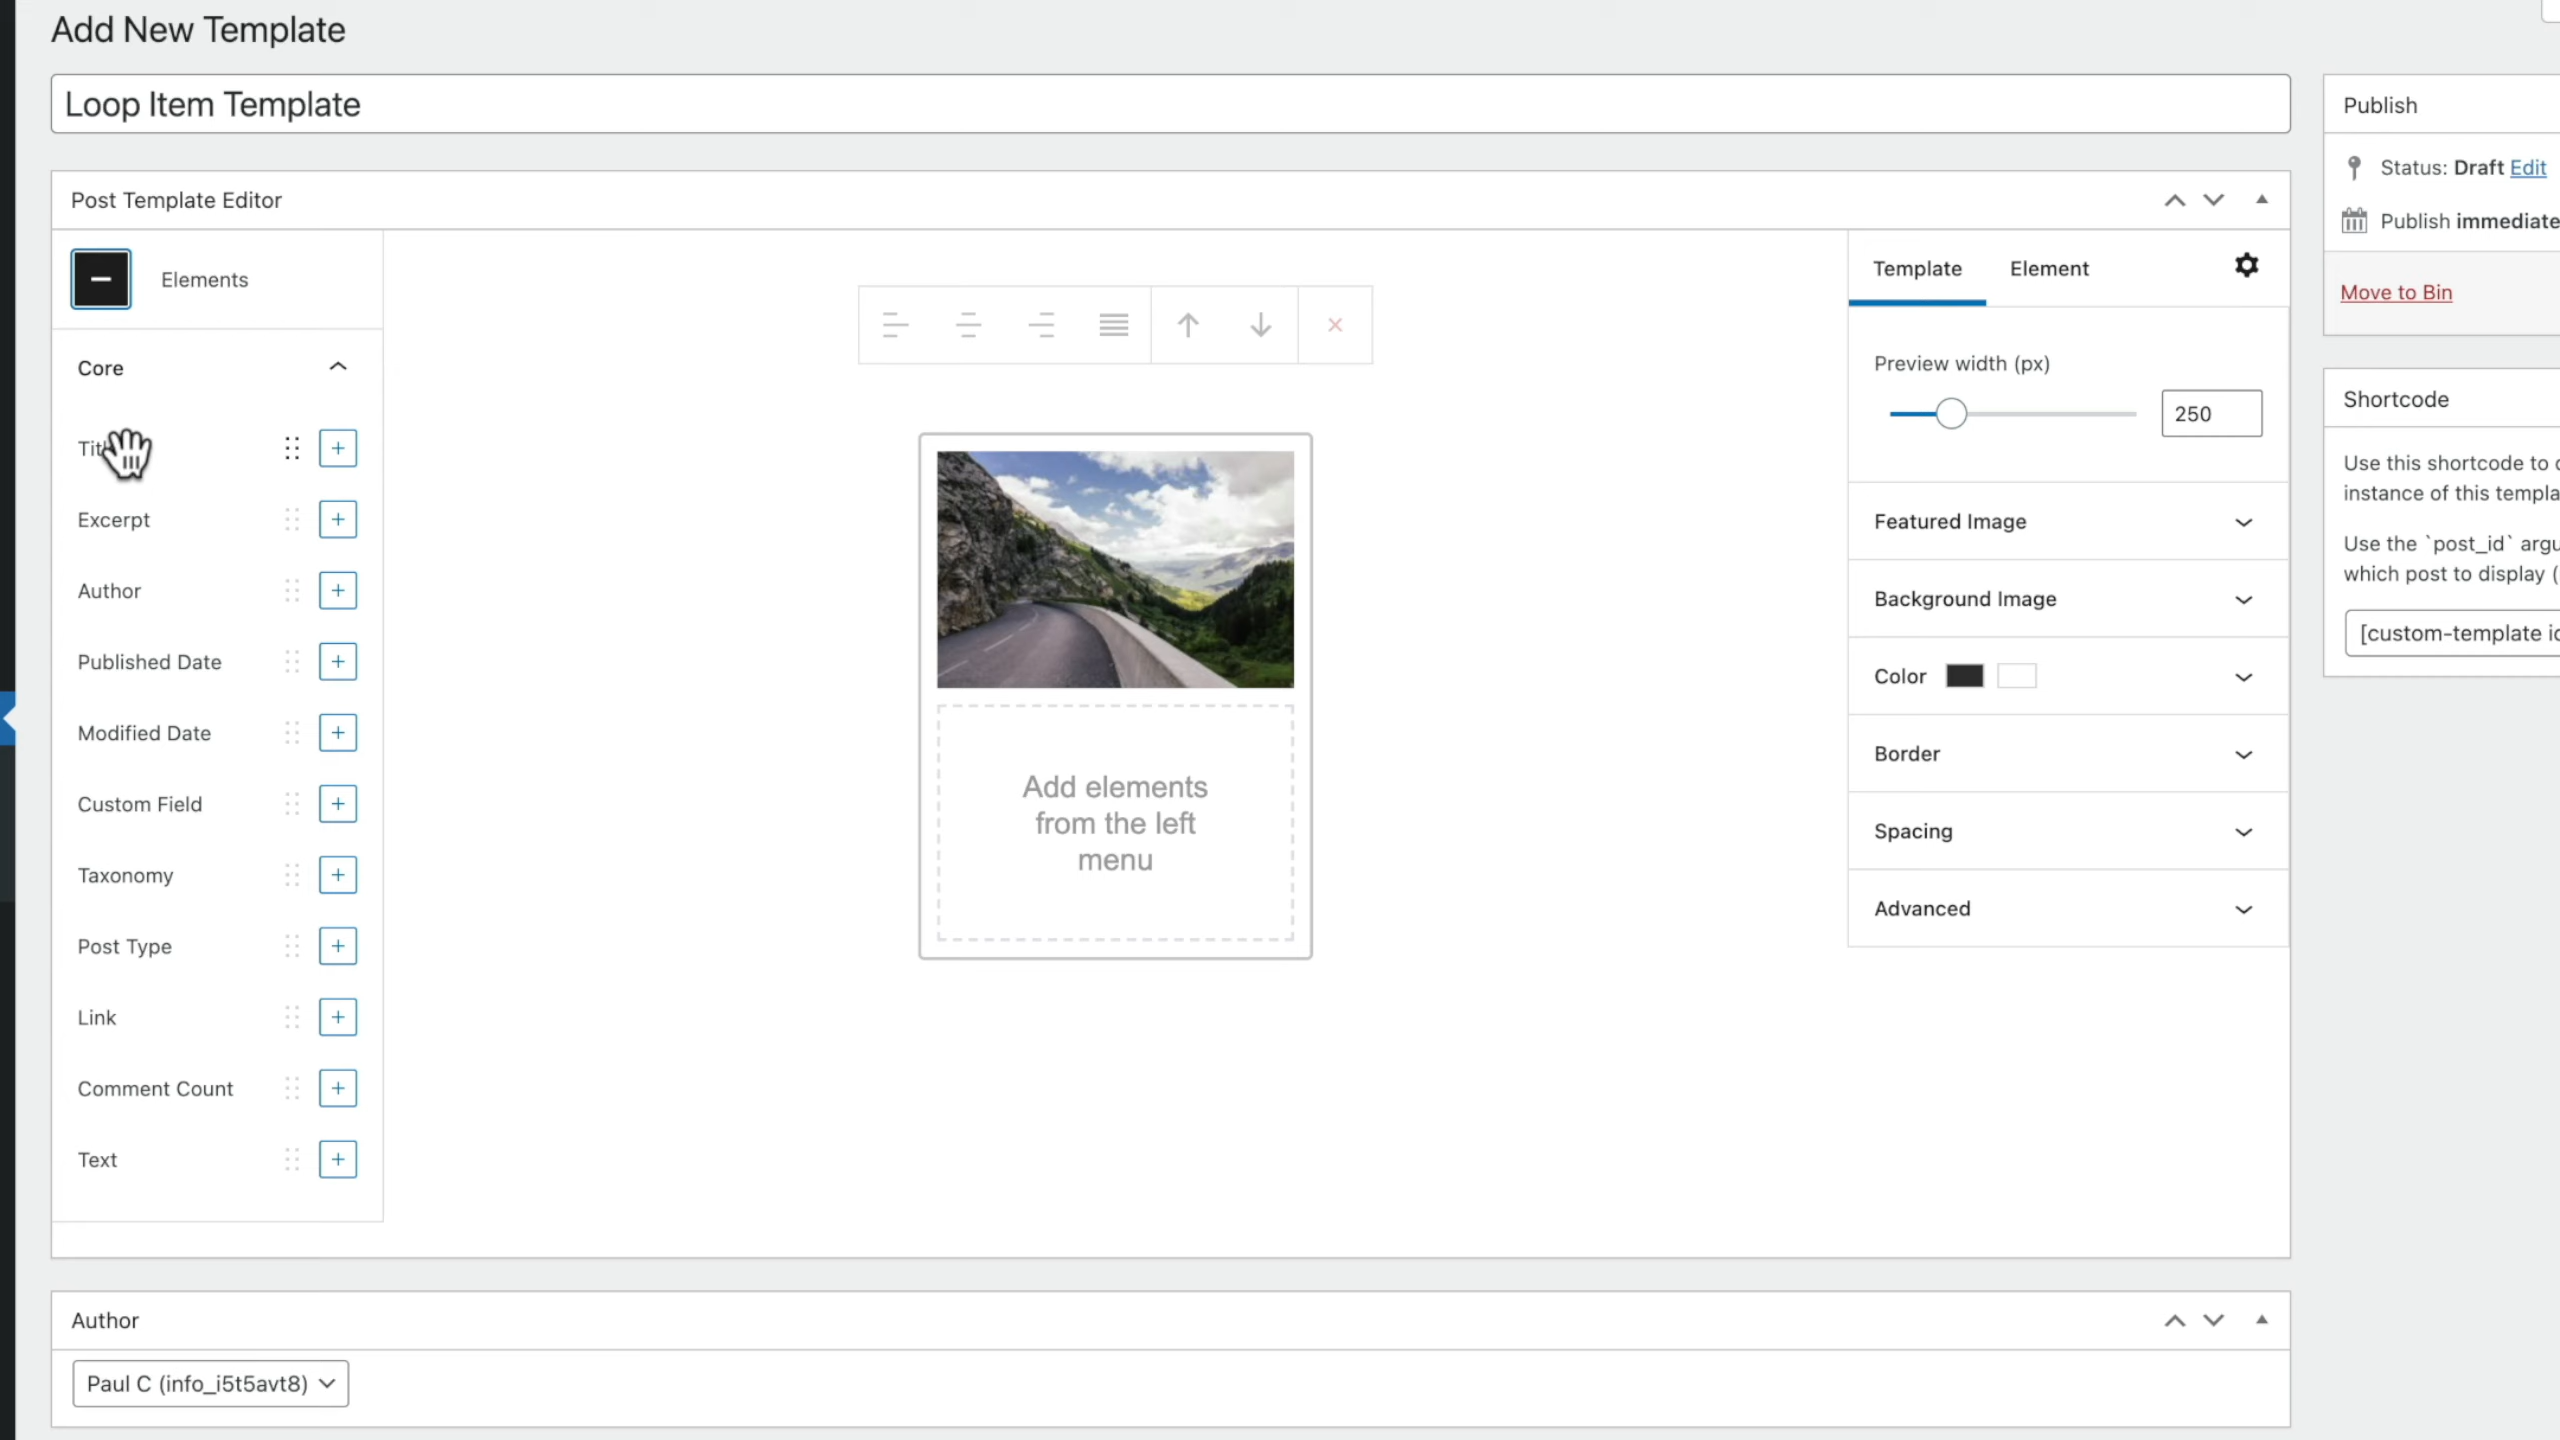 Add New Template
Loop Item Template
Publish
Status: Draft Edit
Publish
Move to Bin
Post Template Editor
Elements
Template
Element
Core
Preview width (px)
250
Shortcode
Excerpt
Author
Published Date
Modified Date
Custom Field
Taxonomy
Post Type
Link
Comment Count
Text
Add elements
from the left
menu
Featured Image
Background Image
Color
Border
Spacing
Advanced
Use this shortcode to
instance of this
Use the `post_id`
which post to display (
[custom-template
Author
Paul C (info_i5t5avt8)